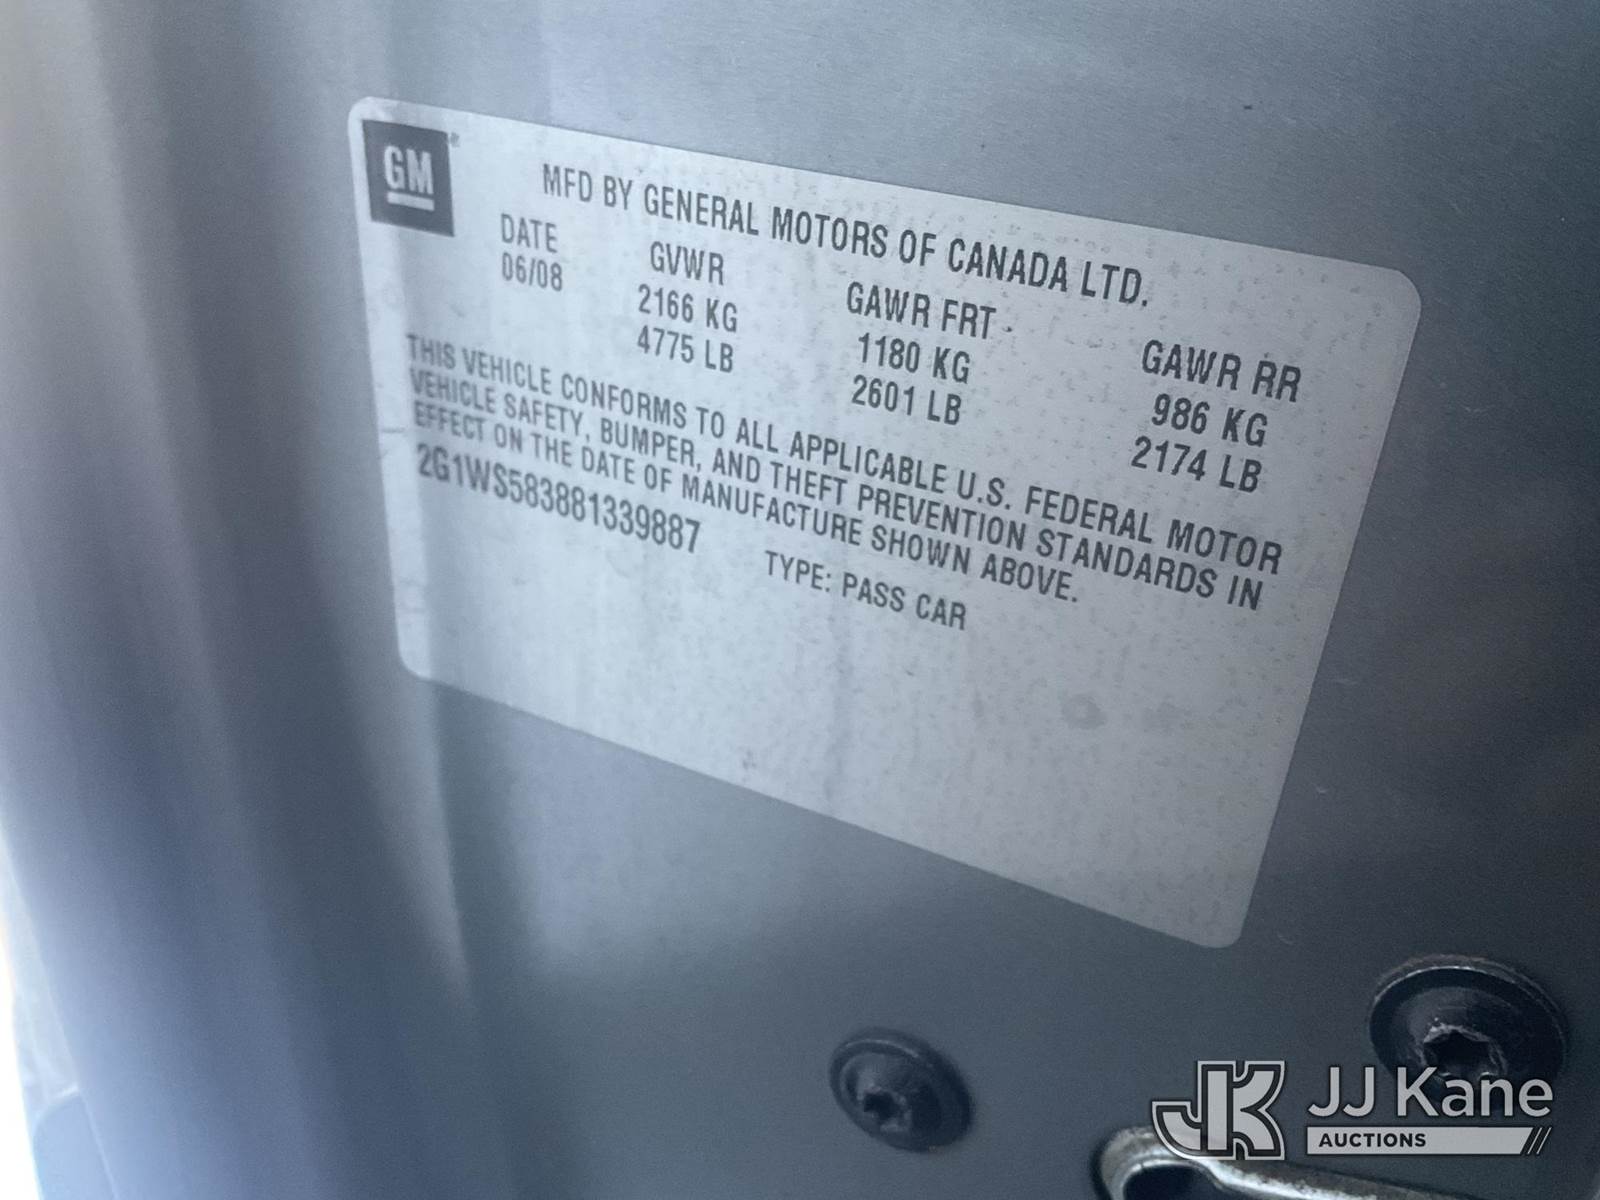 GM
MFD BY GENERAL MOTORS OF CANADA LTD.
DATE GVWR GAWR FRT GAWR RR
06/08 2166 KG 1180 KG 986 KG
4775 LB 2601 LB 2174 LB
THIS VEHICLE CONFORMS TO ALL APPLICABLE U.S. FEDERAL MOTOR
VEHICLE SAFETY, BUMPER, AND THEFT PREVENTION STANDARDS IN
EFFECT ON THE DATE OF MANUFACTURE SHOWN ABOVE.
2G1WS583881339887 TYPE: PASS CAR
JK JJ Kane
AUCTIONS